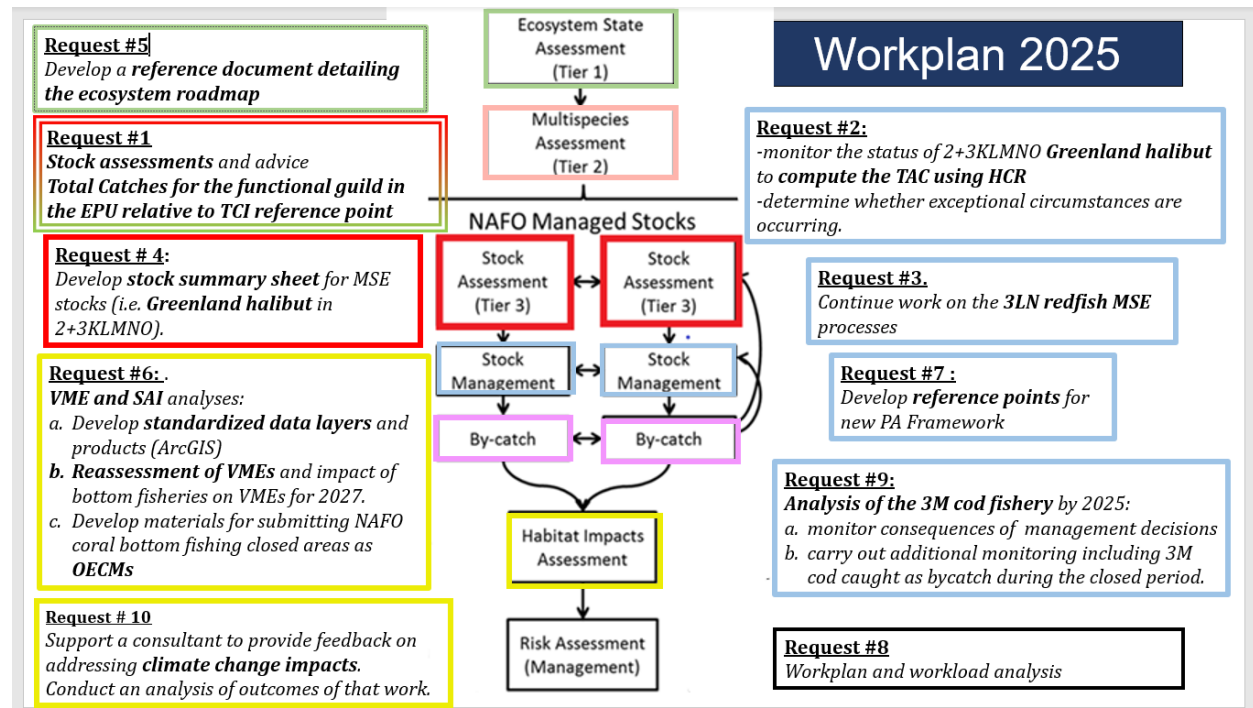 Workplan 2025
Request #5
Develop a reference document detailing
the ecosystem roadmap
Request #1
Stock assessments and advice
Total Catches for the functional guild in
the EPU relative to TCI reference point
Request # 4:
Develop stock summary sheet for MSE
stocks (i.e. Greenland halibut in
2+3KLMNO).
Request #6: .
VME and SAI analyses:
a. Develop standardized data layers and
products (ArcGIS)
b. Reassessment of VMEs and impact of
bottom fisheries on VMEs for 2027.
c. Develop materials for submitting NAFO
coral bottom fishing closed areas as
OECMs
Request # 10
Support a consultant to provide feedback on
addressing climate change impacts.
Conduct an analysis of outcomes of that work.
Ecosystem State
Assessment
(Tier 1)
Multispecies
Assessment
(Tier 2)
NAFO Managed Stocks
Stock
Assessment
(Tier 3)
Stock
Assessment
(Tier 3)
Stock
Management
Stock
Management
By-catch
By-catch
Habitat Impacts
Assessment
Risk Assessment
(Management)
Request #2:
-monitor the status of 2+3KLMNO Greenland halibut
to compute the TAC using HCR
-determine whether exceptional circumstances are
occurring.
Request #3.
Continue work on the 3LN redfish MSE
processes
Request #7 :
Develop reference points for
new PA Framework
Request #9:
Analysis of the 3M cod fishery by 2025:
a. monitor consequences of management decisions
b. carry out additional monitoring including 3M
cod caught as bycatch during the closed period.
Request #8
Workplan and workload analysis